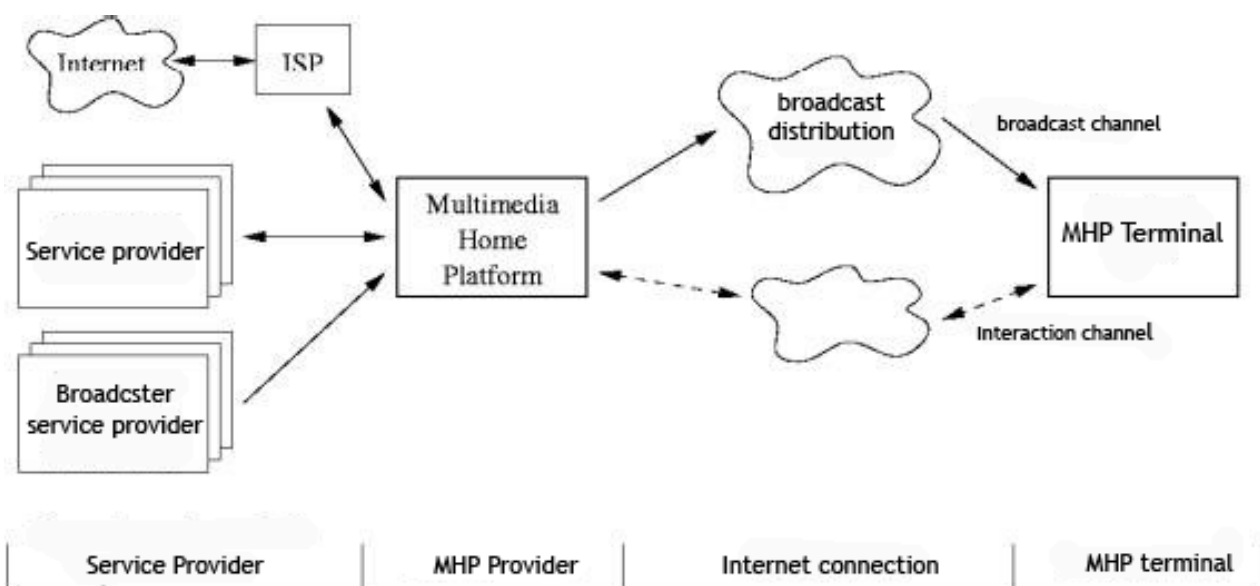 Internet
ISP
broadcast
distribution
broadcast channel
Service provider
Multimedia
Home
Platform
MHP Terminal
Interaction channel
Broadcster
service provider
Service Provider
MHP Provider
Internet connection
MHP terminal